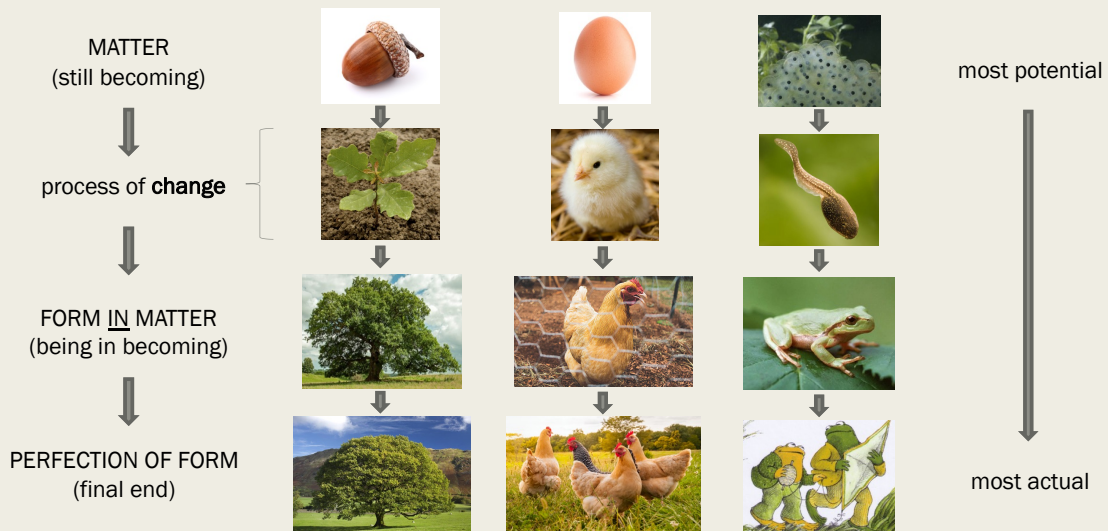 MATTER
(still becoming)
most potential
process of change
FORM IN MATTER
(being in becoming)
PERFECTION OF FORM
(final end)
most actual